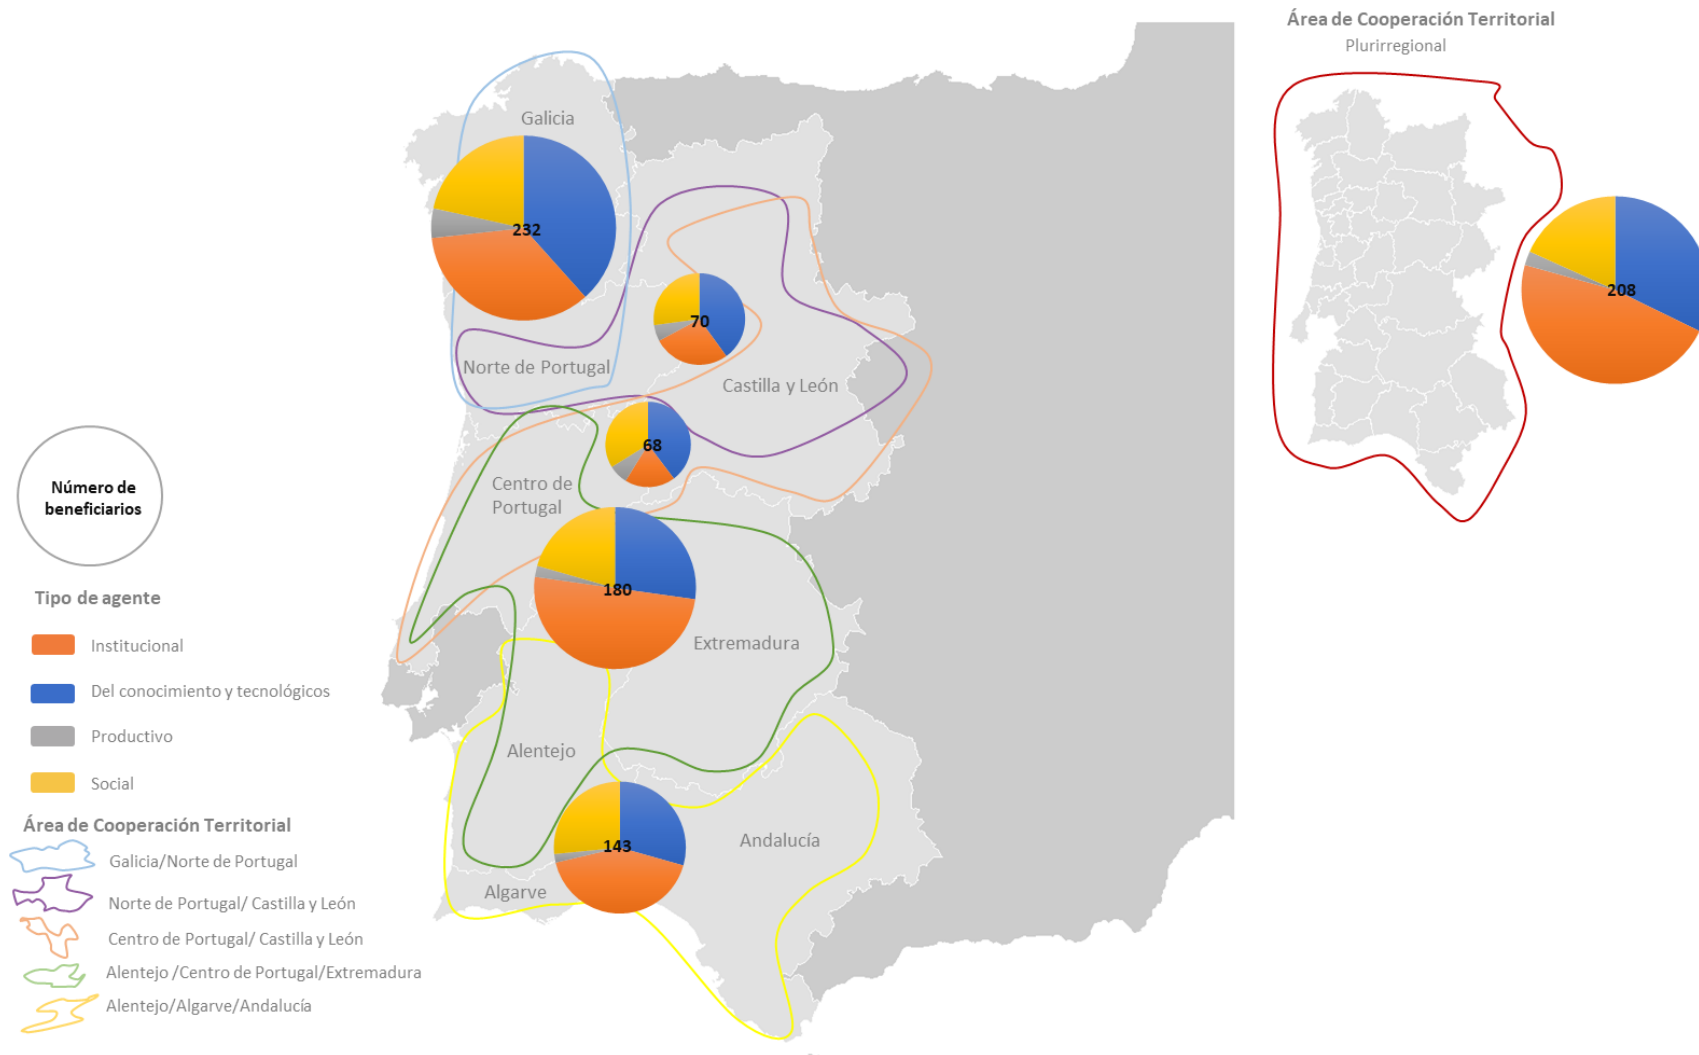 Área de Cooperación Territorial
Plurirregional
Galicia
232
208
70
Norte de Portugal
Castilla y León
68
Centro de
Portugal
Número de
beneficiarios
180
Tipo de agente
Institucional
Extremadura
Del conocimiento y tecnológicos
Productivo
Alentejo
Social
Área de Cooperación Territorial
143
Andalucía
Galicia/Norte de Portugal
Algarve
Norte de Portugal/ Castilla y León
Centro de Portugal/ Castilla y León
Alentejo /Centro de Portugal/Extremadura
Alentejo/Algarve/Andalucía